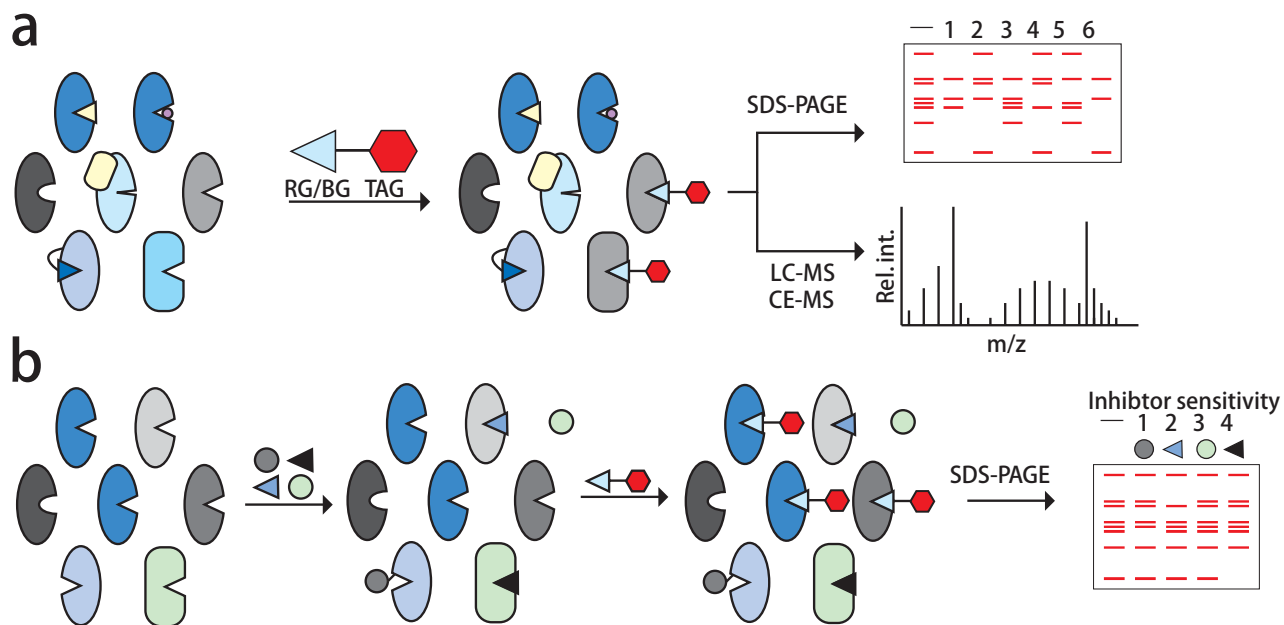 a
— 1 2 3 4 5 6
SDS-PAGE
RG/BG TAG
LC-MS
CE-MS
Rel. int.
m/z
b
Inhibtor sensitivity
— 1 2 3 4
SDS-PAGE